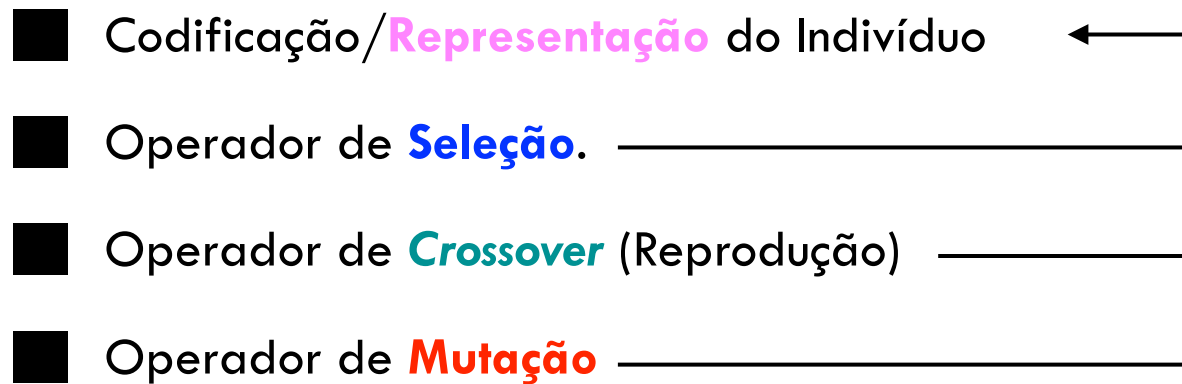 Codificação/Representação do Indivíduo
Operador de Seleção.
Operador de Crossover (Reprodução)
Operador de Mutação